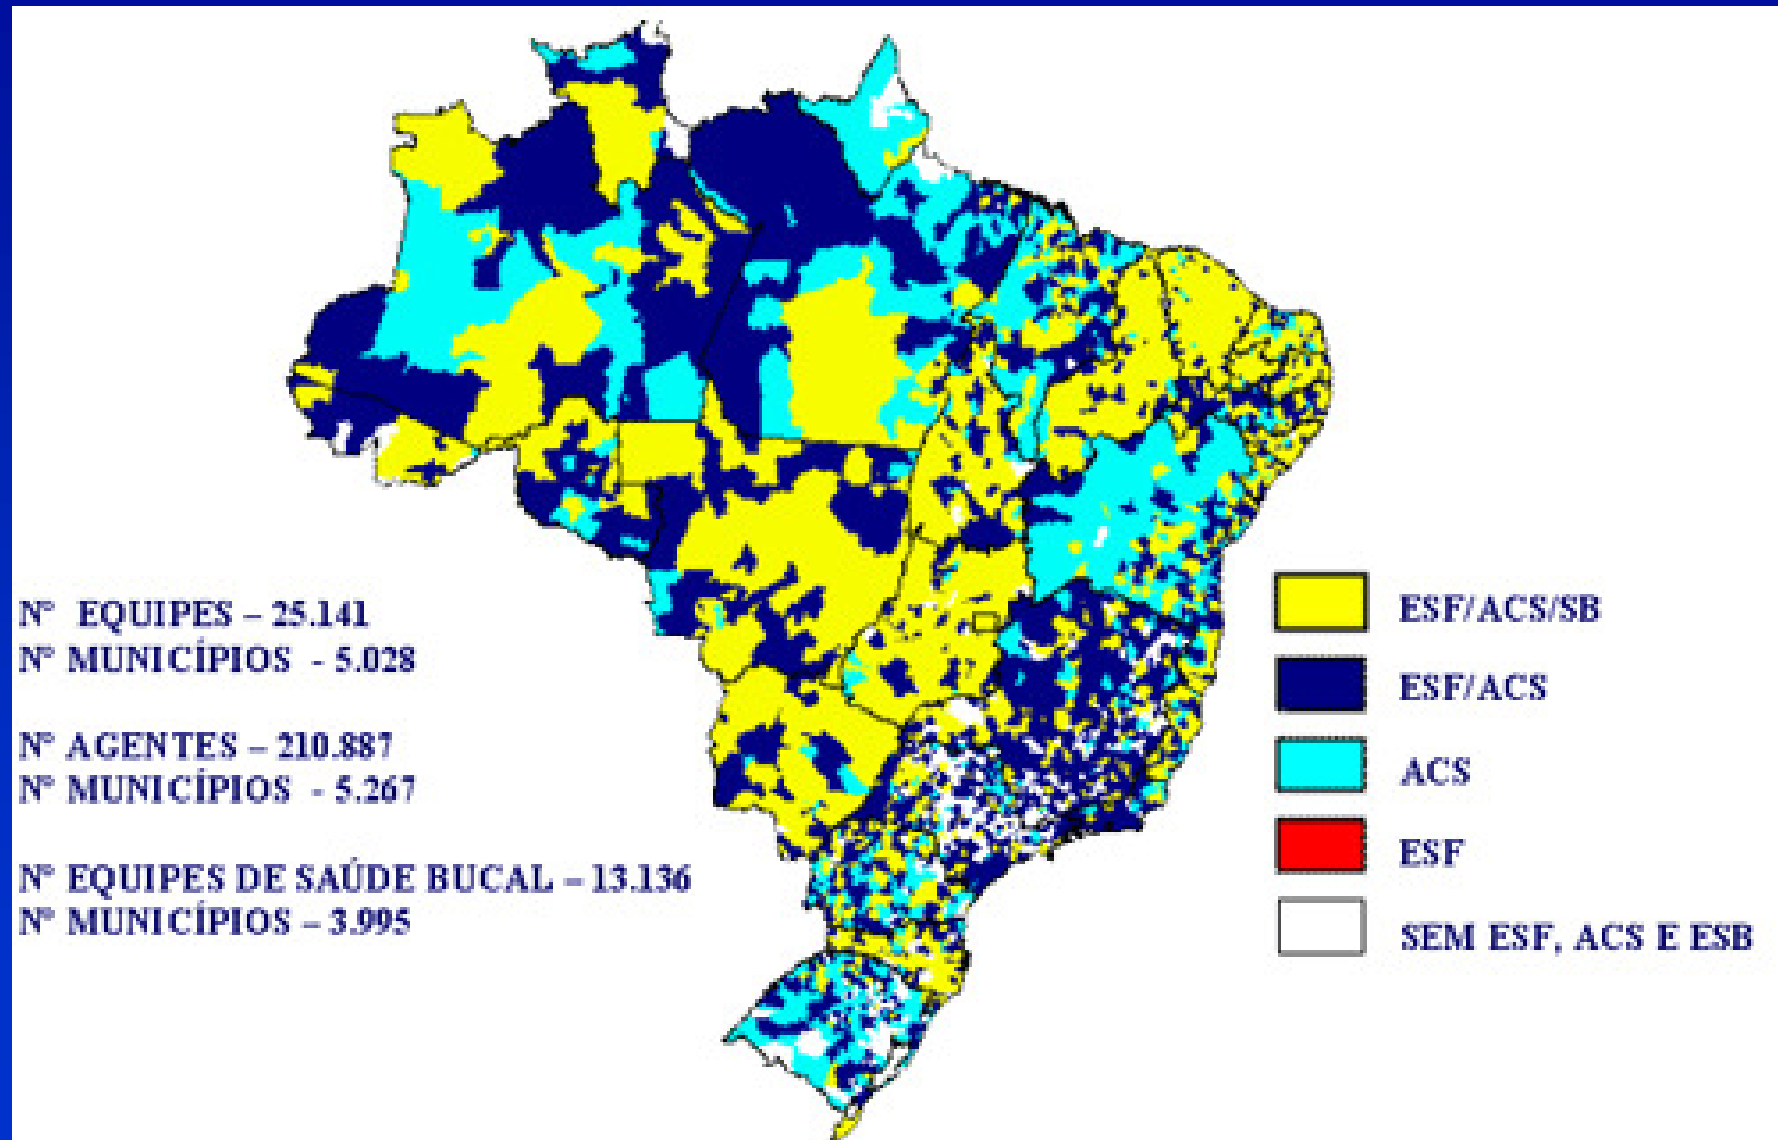 Nº EQUIPES – 25.141
Nº MUNICÍPIOS - 5.028
Nº AGENTES – 210.887
Nº MUNICÍPIOS - 5.267
Nº EQUIPES DE SAÚDE BUCAL – 13.136
Nº MUNICÍPIOS – 3.995
ESF/ACS/SB
ESF/ACS
ACS
ESF
SEM ESF, ACS E ESB